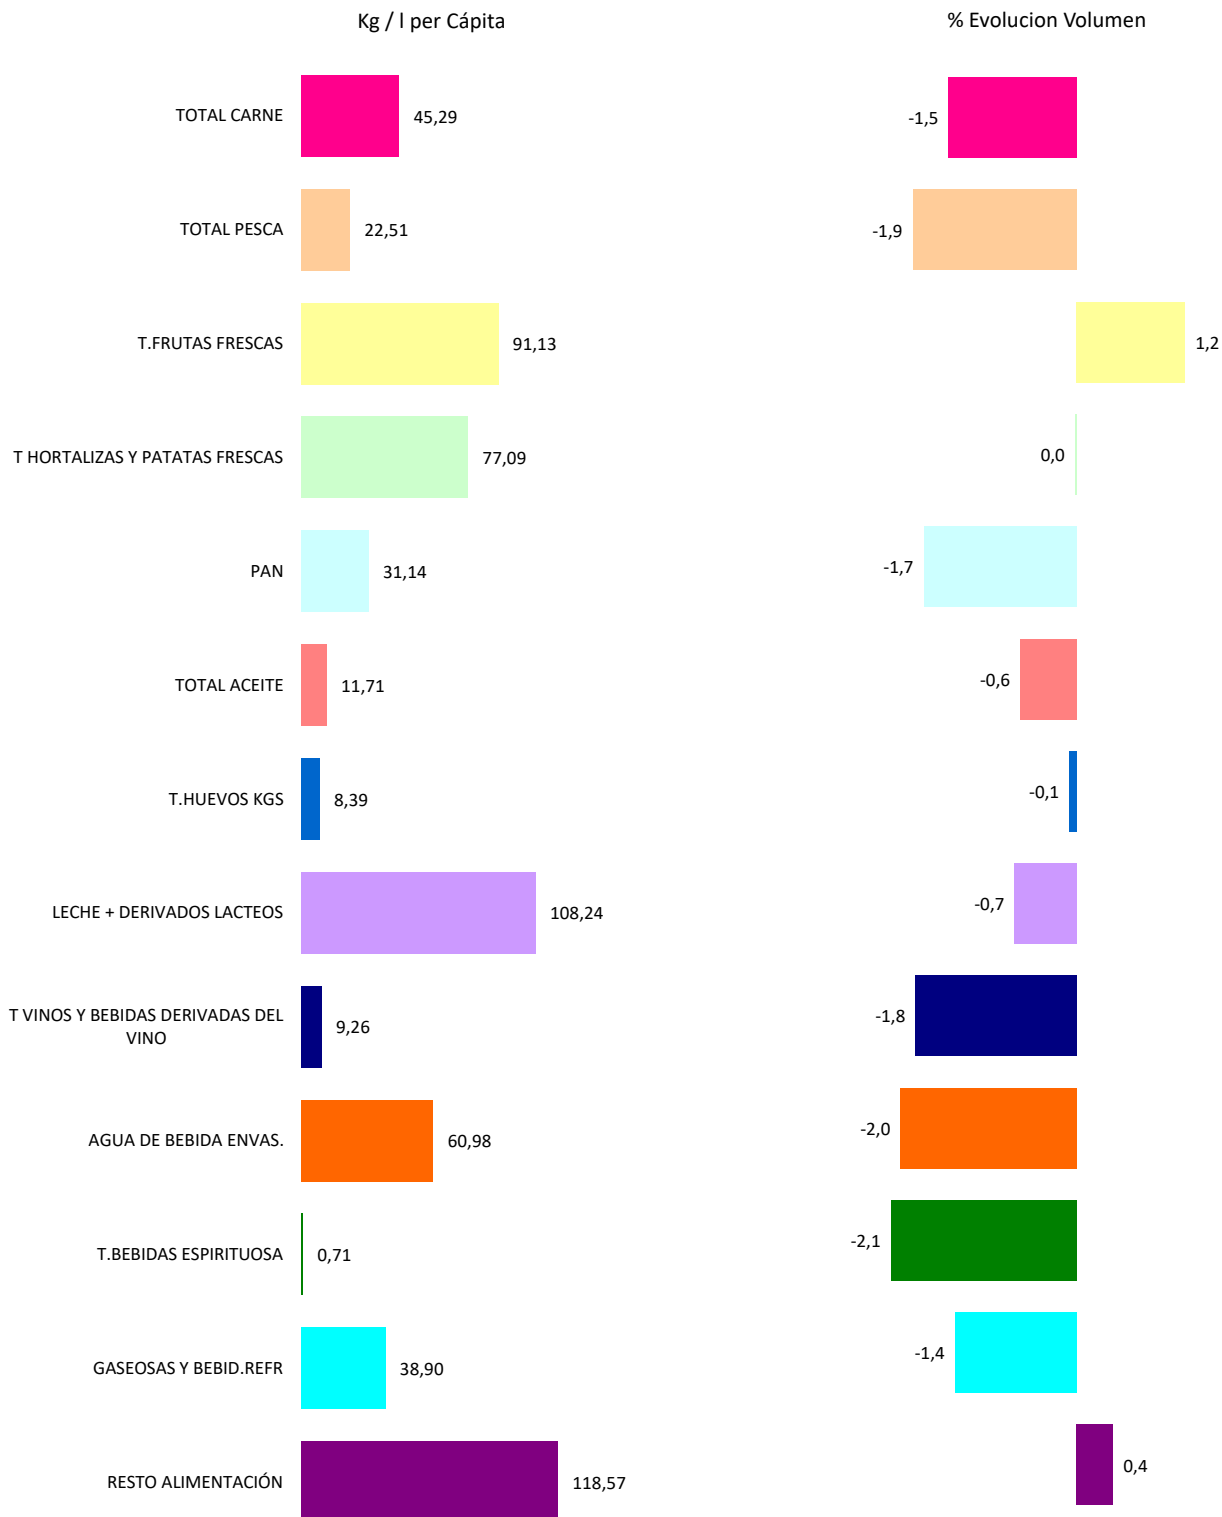 Kg / l per Cápita
% Evolucion Volumen
TOTAL CARNE
45,29
-1,5
TOTAL PESCA
22,51
-1,9
T.FRUTAS FRESCAS
91,13
1,2
T HORTALIZAS Y PATATAS FRESCAS
77,09
0,0
PAN
31,14
-1,7
TOTAL ACEITE
11,71
-0,6
T.HUEVOS KGS
8,39
-0,1
LECHE + DERIVADOS LACTEOS
108,24
-0,7
T VINOS Y BEBIDAS DERIVADAS DEL
VINO
9,26
-1,8
AGUA DE BEBIDA ENVAS.
60,98
-2,0
T.BEBIDAS ESPIRITUOSA
0,71
-2,1
GASEOSAS Y BEBID.REFR
38,90
-1,4
RESTO ALIMENTACIÓN
118,57
0,4